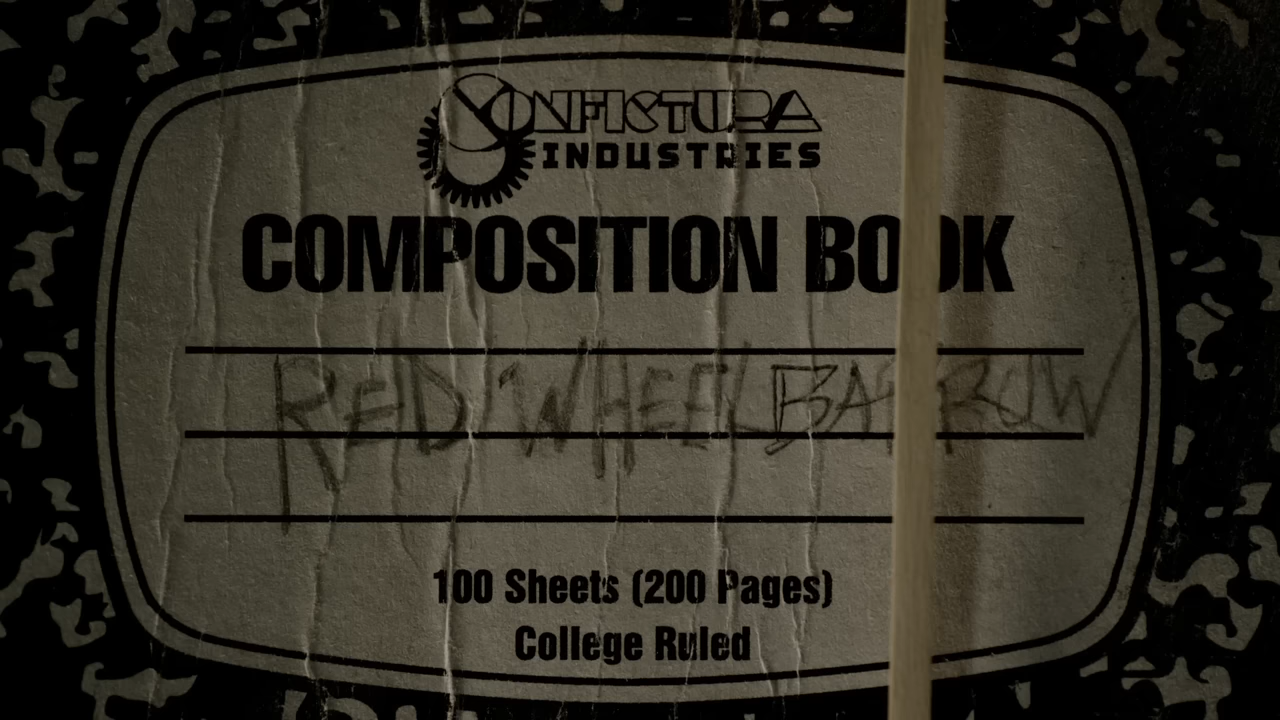 CONFICTURA
INDUSTRIES
COMPOSITION BOOK
RED WHEELBARROW
100 Sheets (200 Pages)
College Ruled